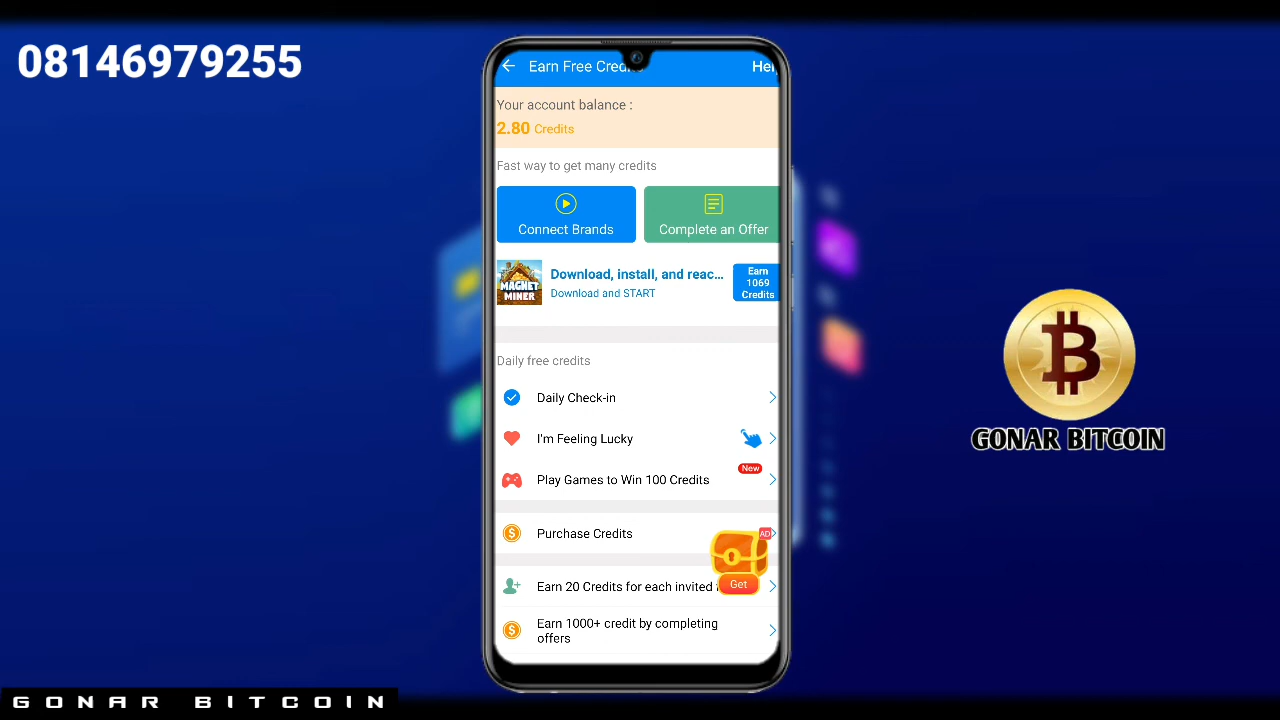 08146979255
Earn Free Cred
Hel
Your account balance :
2.80 Credits
Fast way to get many credits
Connect Brands
Complete an Offer
MAGNET
MINER
Download, install, and reac...
Download and START
Earn
1069
Credits
Daily free credits
Daily Check-in
I'm Feeling Lucky
New
Play Games to Win 100 Credits
Purchase Credits
AD
Get
Earn 20 Credits for each invited
Earn 1000+ credit by completing
offers
GONAR BITCOIN
GONAR BITCOIN